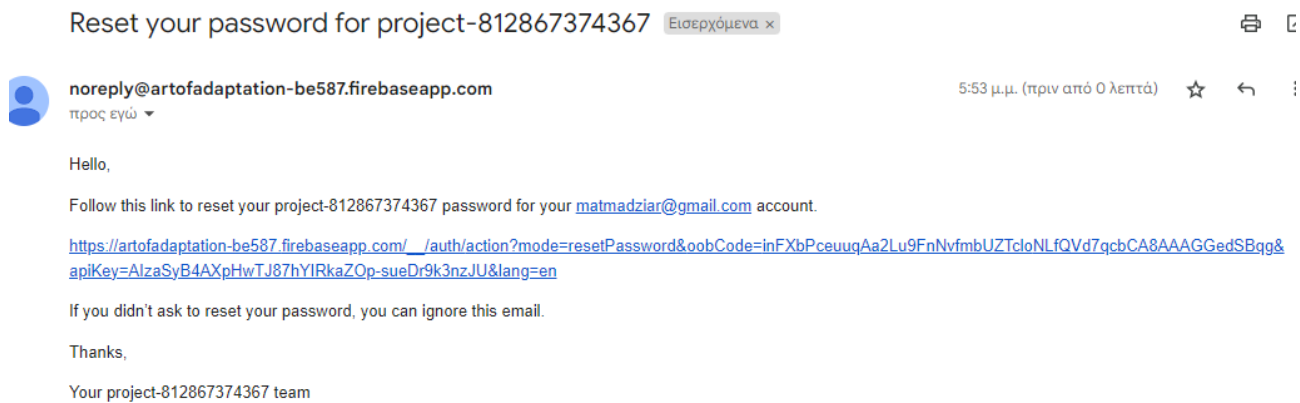 Reset your password for project-812867374367 Εισερχόμενα ×
noreply@artofadaptation-be587.firebaseapp.com 5:53 μ.μ. (πριν από 0 λεπτά)
προς εγώ
Hello,
Follow this link to reset your project-812867374367 password for your matmadziar@gmail.com account.
https://artofadaptation-be587.firebaseapp.com/__/auth/action?mode=resetPassword&oobCode=inFXbPceuuqAa2Lu9FnNvfmbUZTcIoNLfQVd7qcbCA8AAAGGedSBqg&
apiKey=AIzaSyB4AXpHwTJ87hYIRkaZOp-sueDr9k3nzJU&lang=en
If you didn’t ask to reset your password, you can ignore this email.
Thanks,
Your project-812867374367 team